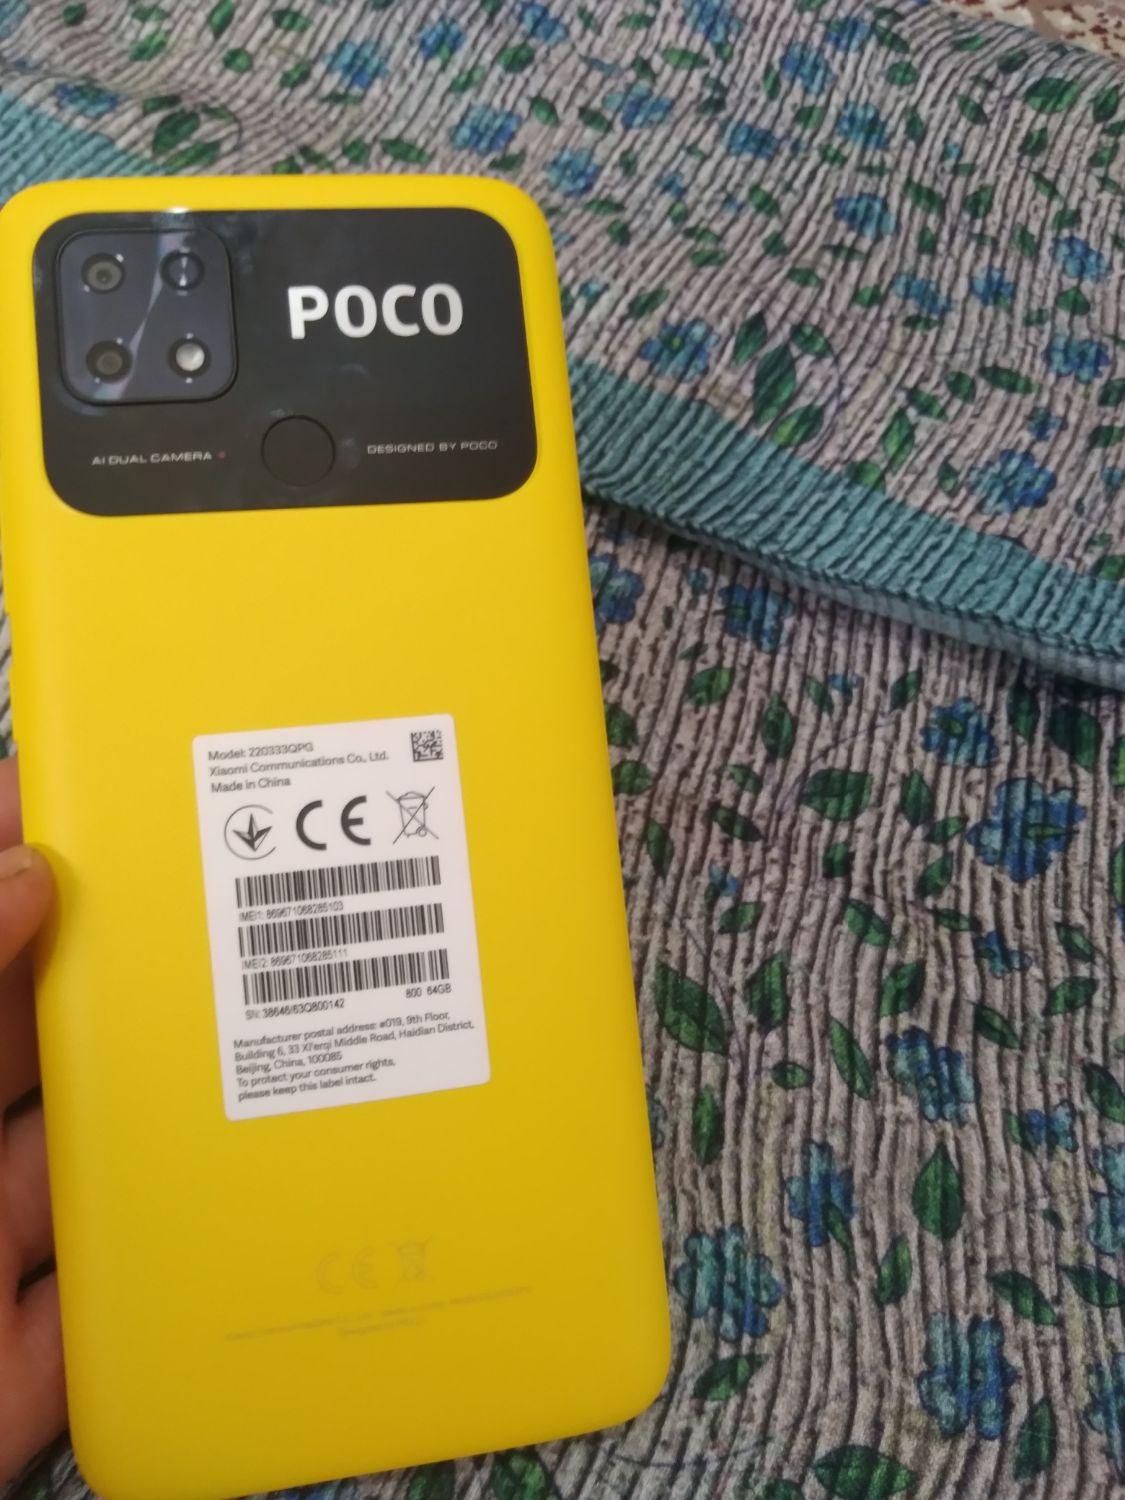 POCO
AI DUAL CAMERA
DESIGNED BY POCO
Model: 220333QPG
Xiaomi Communications Co., Ltd.
Made in China
CE
IMEI1: 869671068285103
IMEI2: 869671068285111
SN: 38646/63Q800142 800 64GB
Manufacturer postal address: #019, 9th Floor,
Building 6, 33 Xi'erqi Middle Road, Haidian District,
Beijing, China, 100085
To protect your consumer rights,
please keep this label intact.
CE